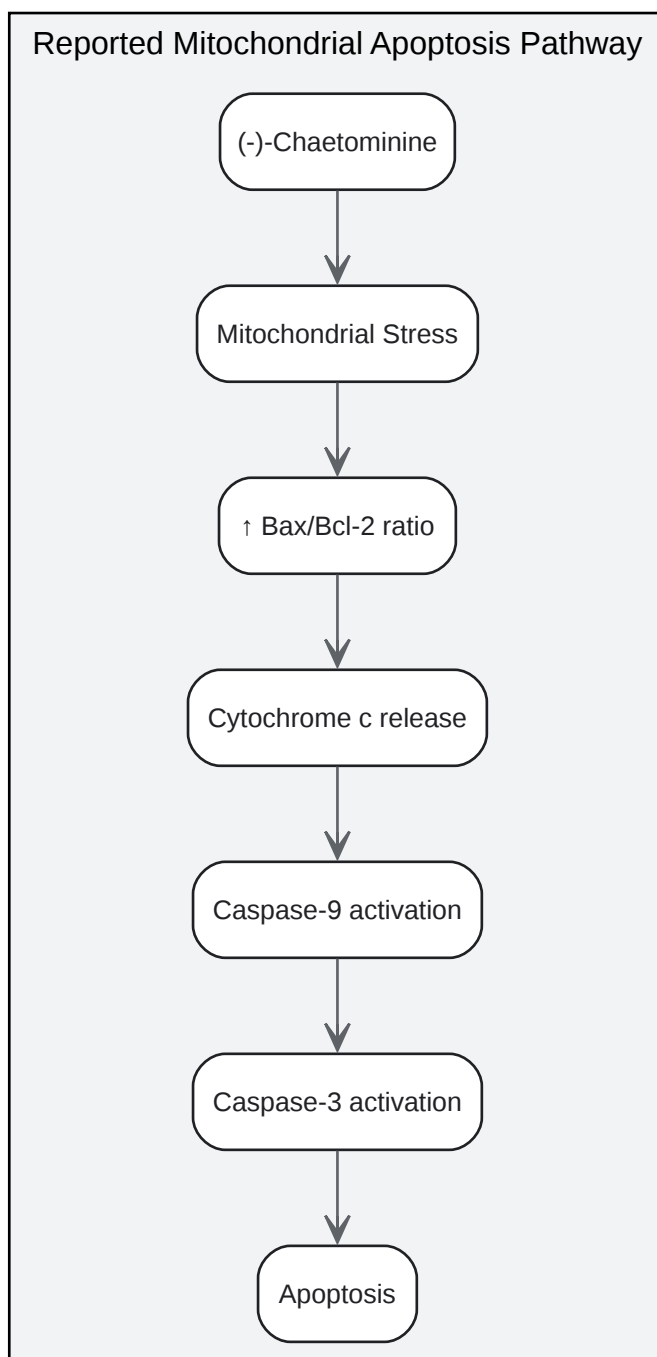 Reported Mitochondrial Apoptosis Pathway
(-)-Chaetominine
Mitochondrial Stress
↑ Bax/Bcl-2 ratio
Cytochrome c release
Caspase-9 activation
Caspase-3 activation
Apoptosis